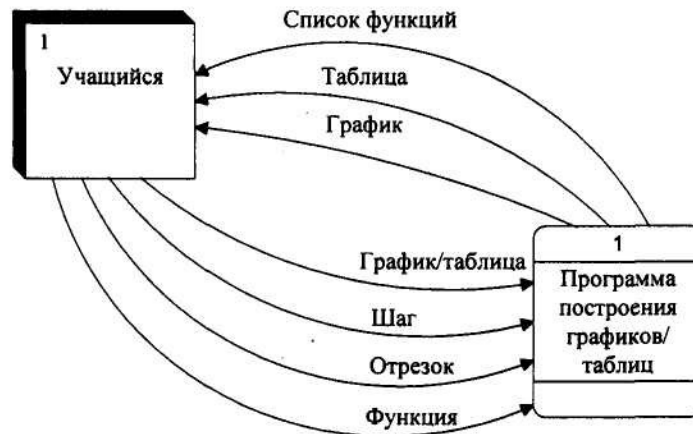 1
Учащийся
Список функций
Таблица
График
График/таблица
Шаг
Отрезок
Функция
1
Программа
построения
графиков/
таблиц